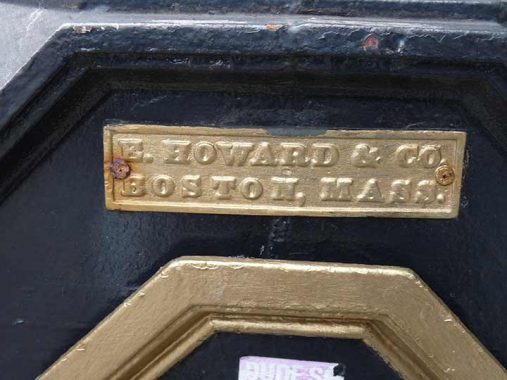 E. HOWARD & CO.
BOSTON, MASS.